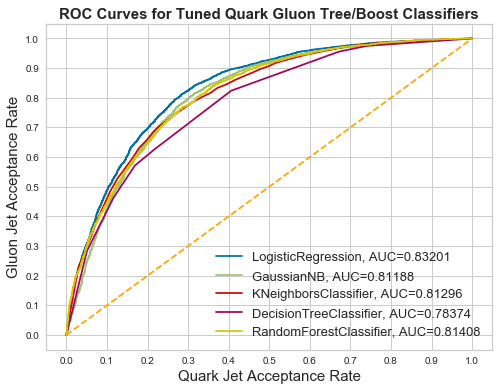 ROC Curves for Tuned Quark Gluon Tree/Boost Classifiers
Gluon Jet Acceptance Rate
1.0
0.9
0.8
0.7
0.6
0.5
0.4
0.3
0.2
0.1
0.0
LogisticRegression, AUC=0.83201
GaussianNB, AUC=0.81188
KNeighborsClassifier, AUC=0.81296
DecisionTreeClassifier, AUC=0.78374
RandomForestClassifier, AUC=0.81408
0.0 0.1 0.2 0.3 0.4 0.5 0.6 0.7 0.8 0.9 1.0
Quark Jet Acceptance Rate